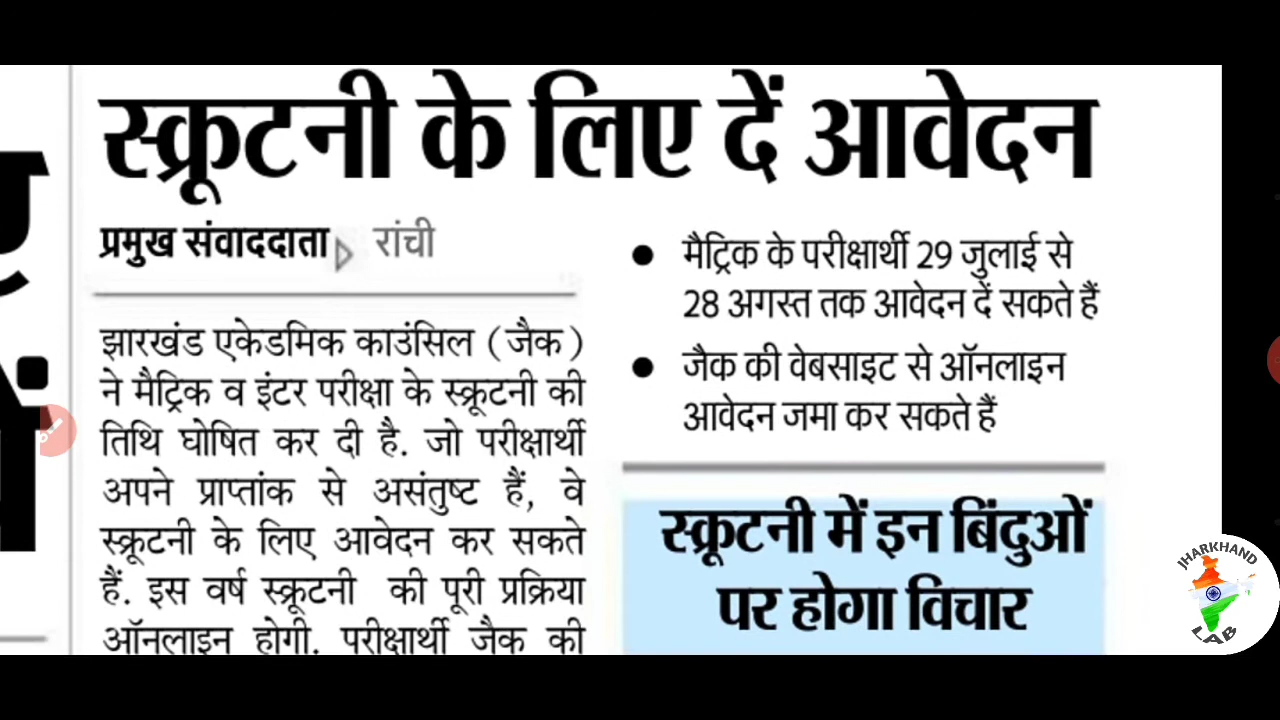 स्क्रूटनी के लिए दें आवेदन
प्रमुख संवाददाता रांची
झारखंड एकेडमिक काउंसिल (जैक)
ने मैट्रिक व इंटर परीक्षा के स्क्रूटनी की
तिथि घोषित कर दी है. जो परीक्षार्थी
अपने प्राप्तांक से असंतुष्ट हैं, वे
स्क्रूटनी के लिए आवेदन कर सकते
हैं. इस वर्ष स्क्रूटनी की पूरी प्रक्रिया
ऑनलाइन होगी. परीक्षार्थी जैक की
● मैट्रिक के परीक्षार्थी 29 जुलाई से
28 अगस्त तक आवेदन दें सकते हैं
● जैक की वेबसाइट से ऑनलाइन
आवेदन जमा कर सकते हैं
स्क्रूटनी में इन बिंदुओं
पर होगा विचार
JHARKHAND
LAB